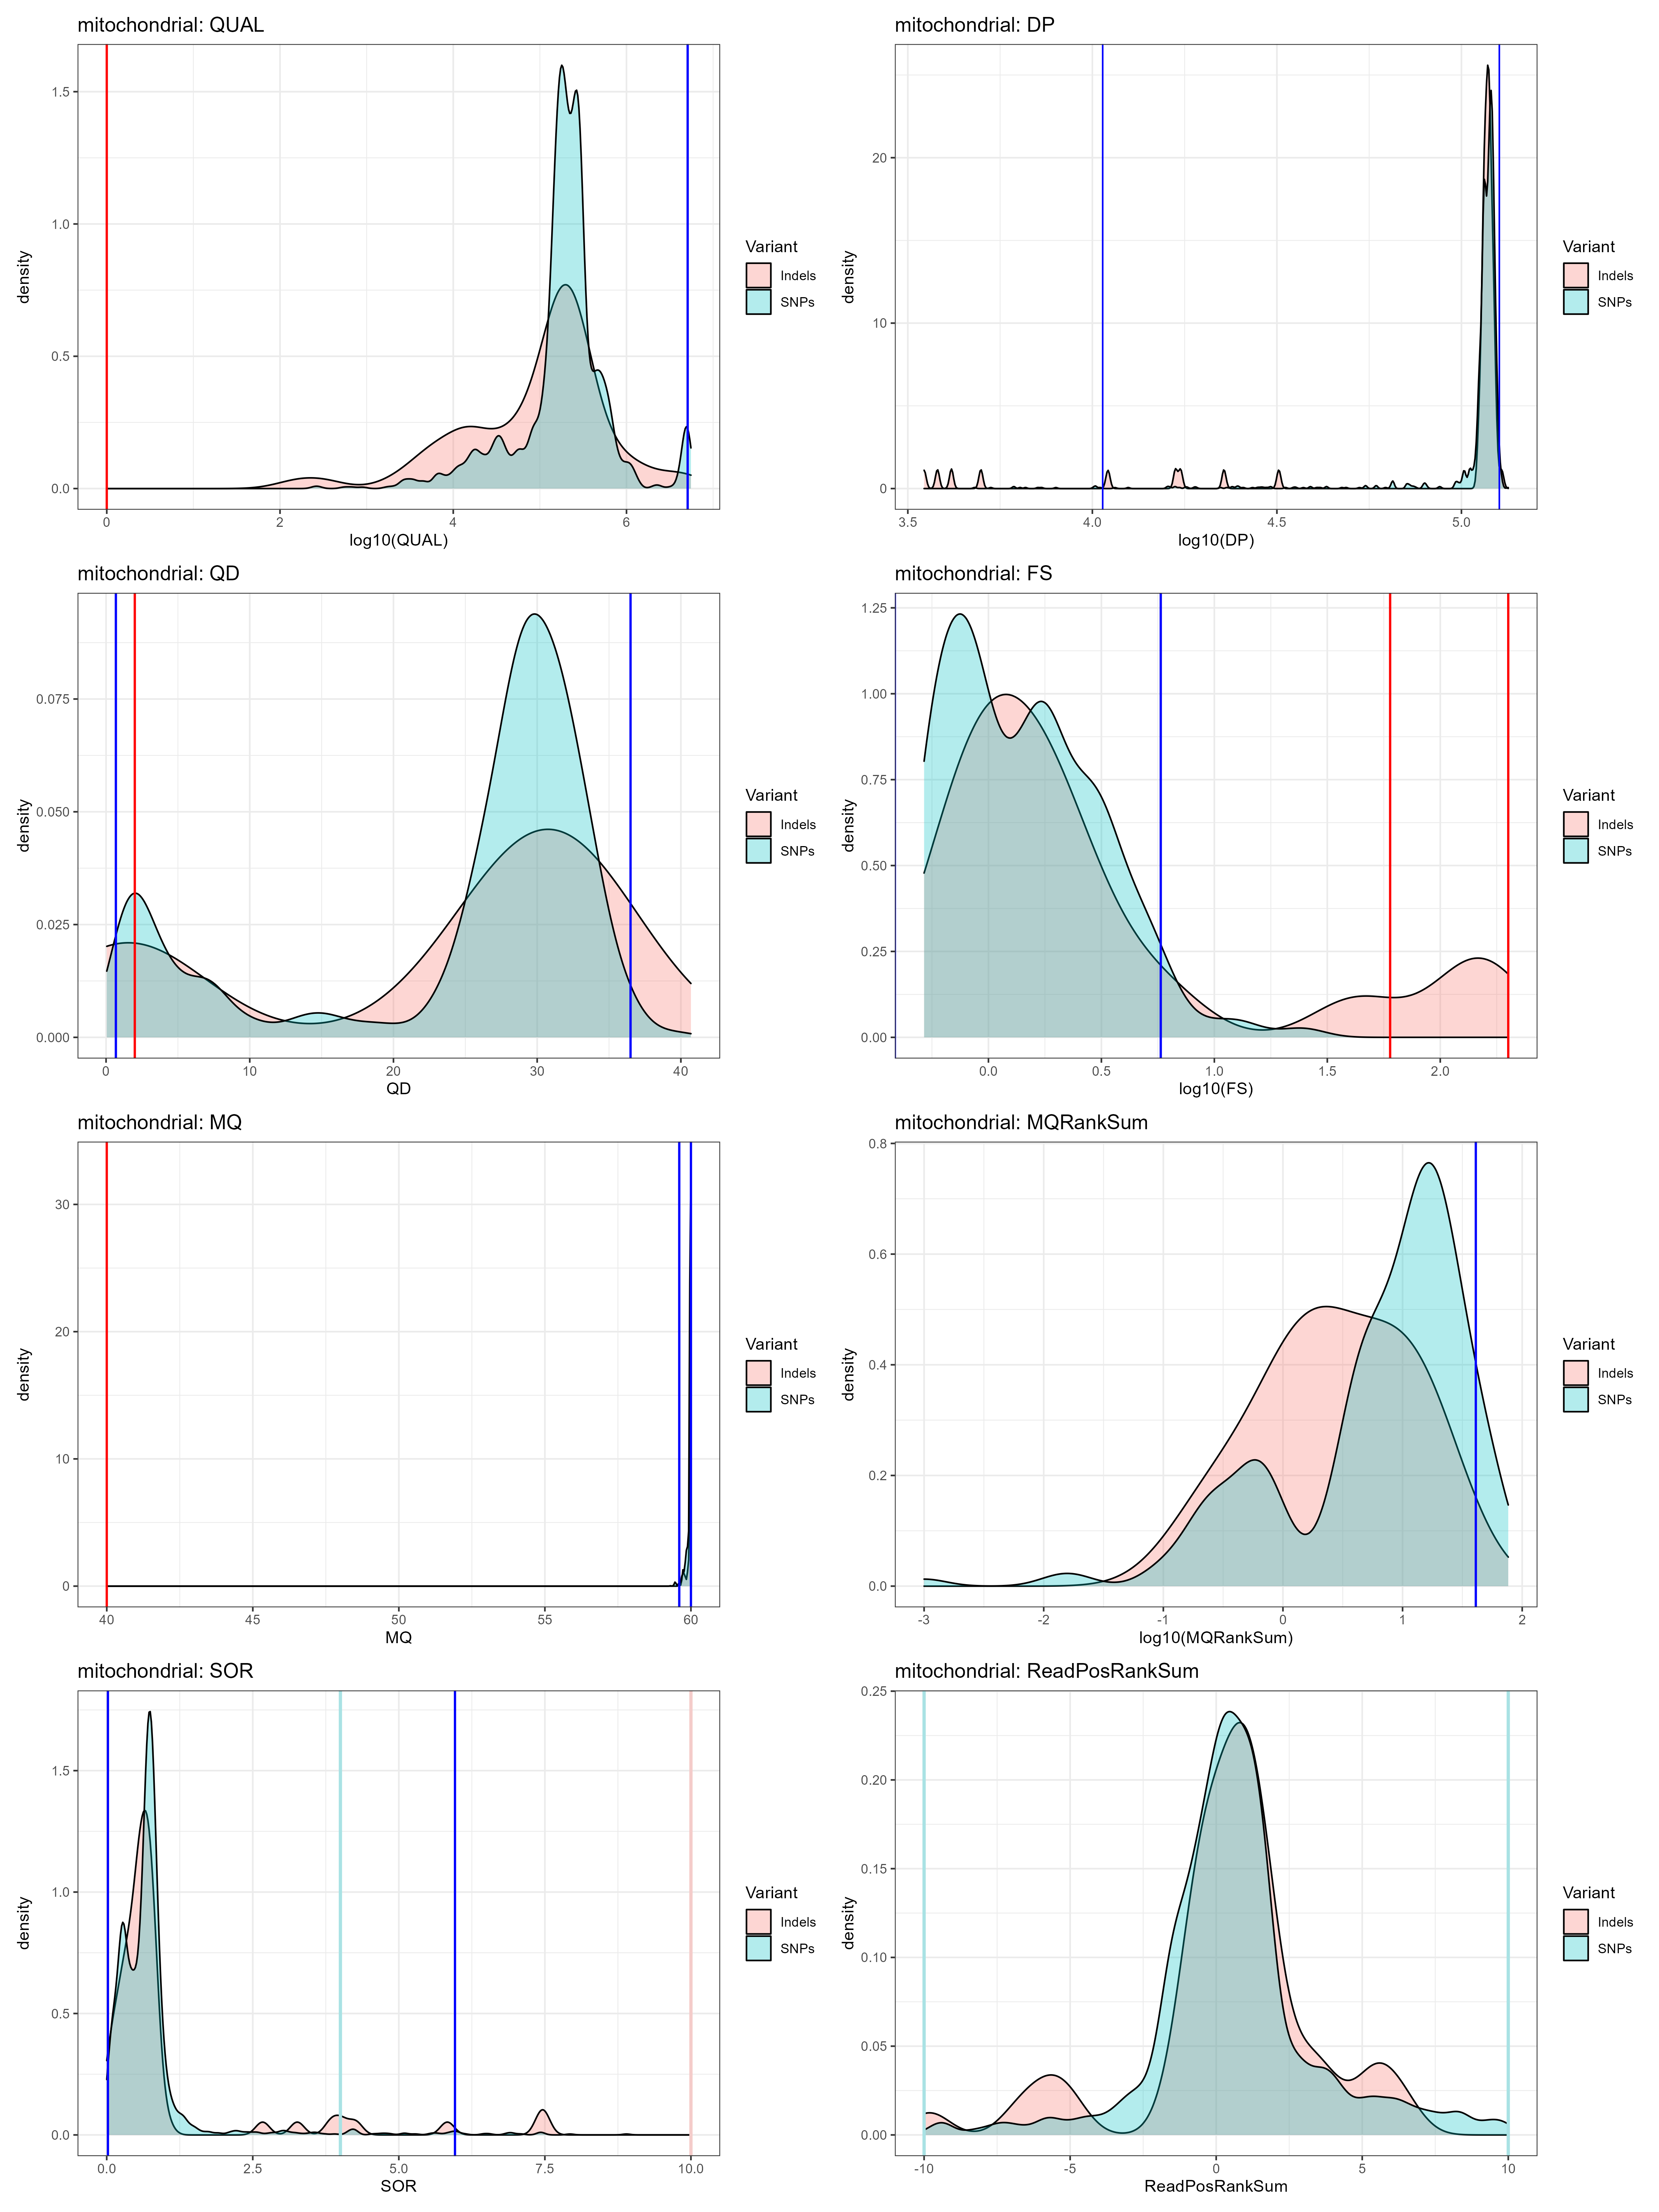 mitochondrial: QUAL
density
1.5
1.0
0.5
0.0
0 2 4 6
log10(QUAL)
Variant
Indels
SNPs
mitochondrial: DP
density
20
10
0
3.5 4.0 4.5 5.0
log10(DP)
Variant
Indels
SNPs
mitochondrial: QD
density
0.075
0.050
0.025
0.000
0 10 20 30 40
QD
Variant
Indels
SNPs
mitochondrial: FS
density
1.25
1.00
0.75
0.50
0.25
0.00
0.0 0.5 1.0 1.5 2.0
log10(FS)
Variant
Indels
SNPs
mitochondrial: MQ
density
30
20
10
0
40 45 50 55 60
MQ
Variant
Indels
SNPs
mitochondrial: MQRankSum
density
0.8
0.6
0.4
0.2
0.0
-3 -2 -1 0 1 2
log10(MQRankSum)
Variant
Indels
SNPs
mitochondrial: SOR
density
1.5
1.0
0.5
0.0
0.0 2.5 5.0 7.5 10.0
SOR
Variant
Indels
SNPs
mitochondrial: ReadPosRankSum
density
0.25
0.20
0.15
0.10
0.05
0.00
-10 -5 0 5 10
ReadPosRankSum
Variant
Indels
SNPs